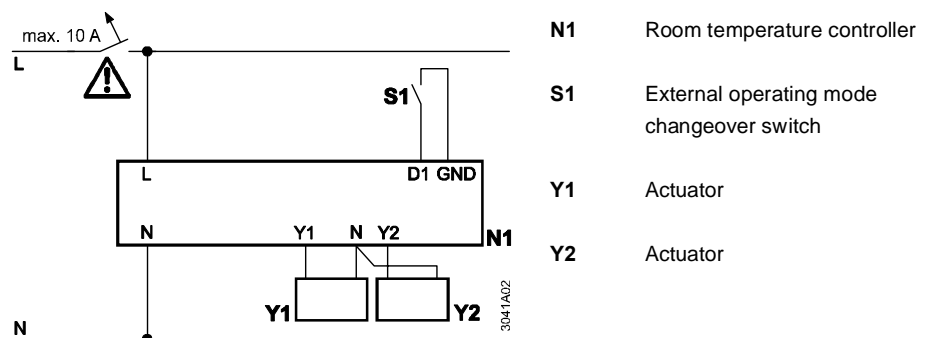 max. 10 A
L
S1
L
D1 GND
N
Y1
N
Y2
N1
Y1
Y2
3041A02
N
N1 Room temperature controller
S1 External operating mode
changeover switch
Y1 Actuator
Y2 Actuator